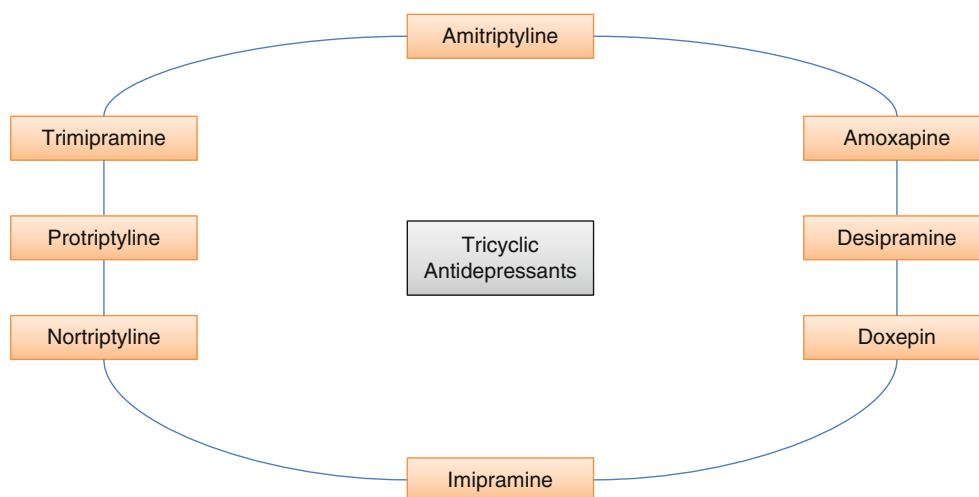 Amitriptyline
Trimipramine
Amoxapine
Protriptyline
Tricyclic
Antidepressants
Desipramine
Nortriptyline
Doxepin
Imipramine